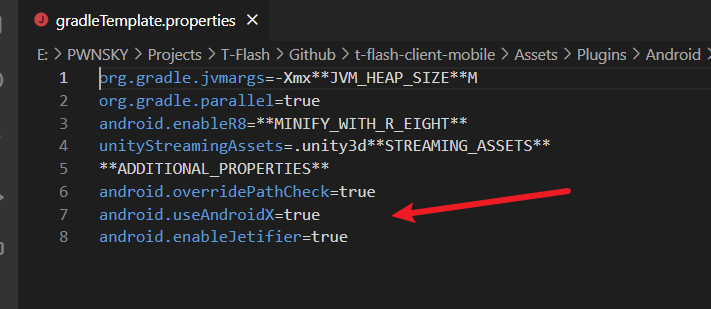 gradleTemplate.properties
E: > PWNSKY > Projects > T-Flash > Github > t-flash-client-mobile > Assets > Plugins > Android >
1 org.gradle.jvmargs=-Xmx**JVM_HEAP_SIZE**M
2 org.gradle.parallel=true
3 android.enableR8=**MINIFY_WITH_R_EIGHT**
4 unityStreamingAssets=.unity3d**STREAMING_ASSETS**
5 **ADDITIONAL_PROPERTIES**
6 android.overridePathCheck=true
7 android.useAndroidX=true
8 android.enableJetifier=true